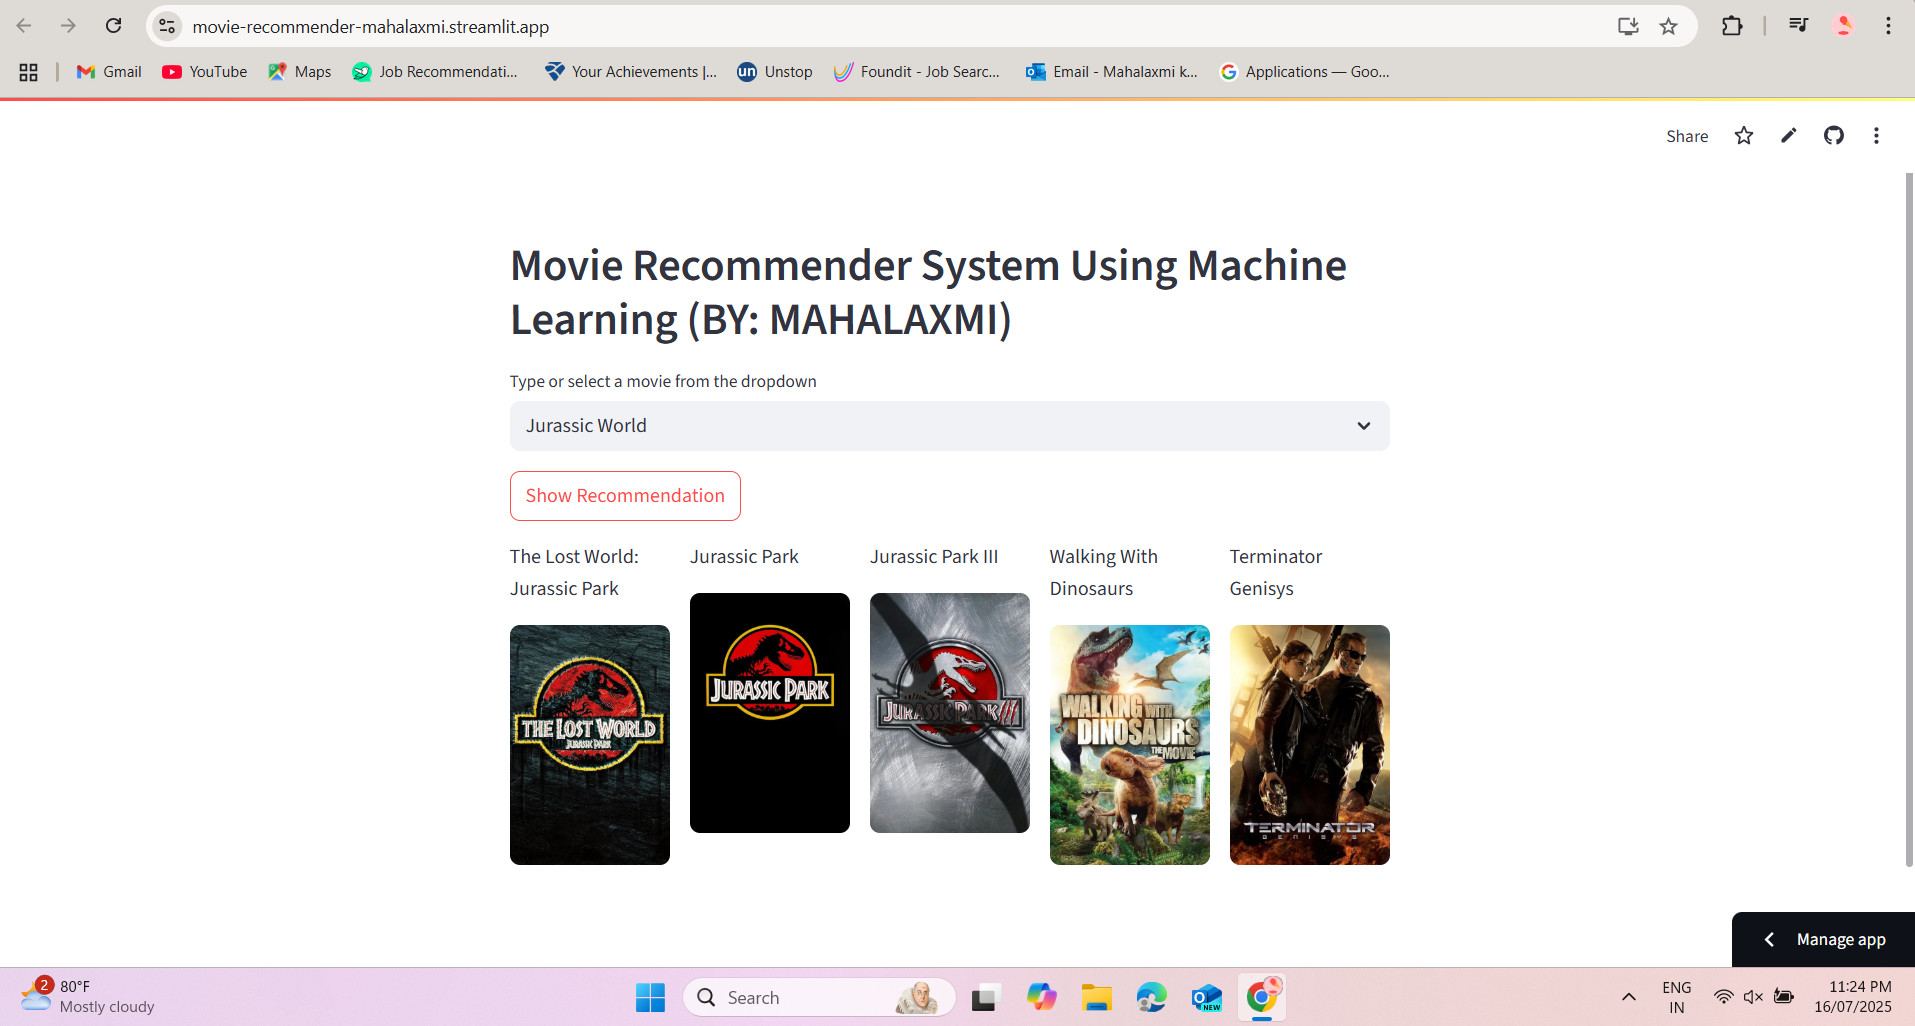 movie-recommender-mahalaxmi.streamlit.app
Gmail
YouTube
Maps
Job Recommendati...
Your Achievements |...
Unstop
Foundit - Job Searc...
Email - Mahalaxmi k...
Applications — Goo...
Share
Movie Recommender System Using Machine
Learning (BY: MAHALAXMI)
Type or select a movie from the dropdown
Jurassic World
Show Recommendation
The Lost World:
Jurassic Park
Jurassic Park
Jurassic Park III
Walking With
Dinosaurs
Terminator
Genisys
THE LOST WORLD
JURASSIC PARK
JURASSIC PARK
JURASSIC PARK III
WALKING WITH
DINOSAURS
THE MOVIE
TERMINATOR
GENISYS
Manage app
2
80°F
Mostly cloudy
Search
NEW
ENG
IN
11:24 PM
16/07/2025